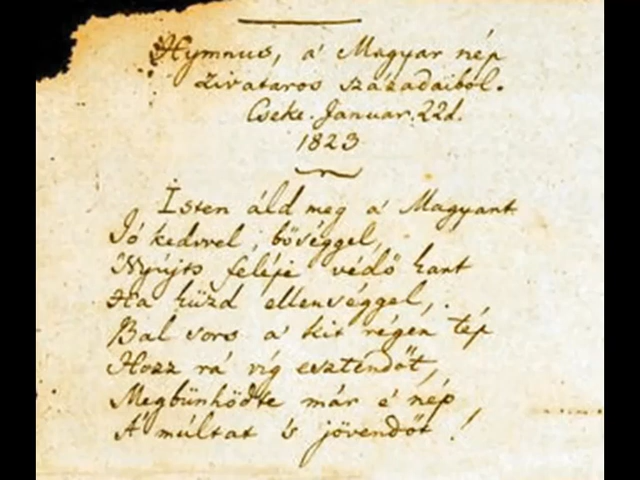 Hymnus, a' Magyar nép
zivataros századaiból.
Cseke. Januar. 22d.
1823
Isten áld meg a' Magyart
Jó kedvvel, bőséggel,
Nyújts feléje védő kart
Ha küzd ellenséggel,
Bal sors a' kit régen tép
Hozz rá víg esztendőt,
Megbünhödte már e' nép
A' múltat 's jövendőt!